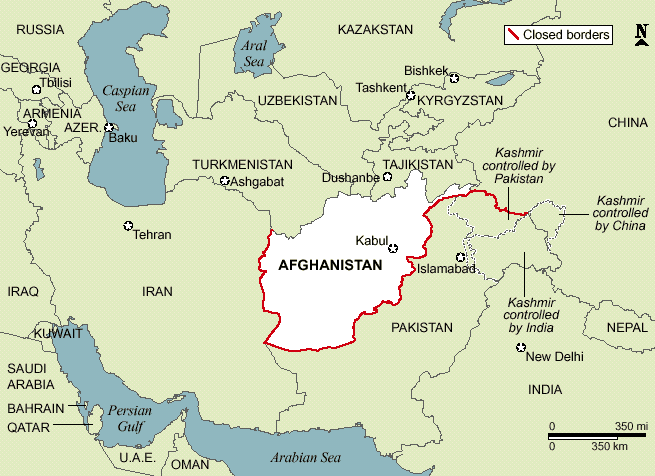 RUSSIA
KAZAKSTAN
Aral
Sea
Closed borders
N
GEORGIA
Tbilisi
Caspian
Sea
Bishkek
Tashkent
UZBEKISTAN
KYRGYZSTAN
ARMENIA
Yerevan
AZER.
Baku
CHINA
TURKMENISTAN
Ashgabat
TAJIKISTAN
Dushanbe
Kashmir
controlled by
Pakistan
Kashmir
controlled
by China
Tehran
Kabul
AFGHANISTAN
Islamabad
IRAQ
IRAN
Kashmir
controlled
by India
KUWAIT
PAKISTAN
NEPAL
New Delhi
SAUDI
ARABIA
INDIA
BAHRAIN
QATAR
Persian
Gulf
U.A.E.
OMAN
Arabian Sea
0 350 mi
0 350 km